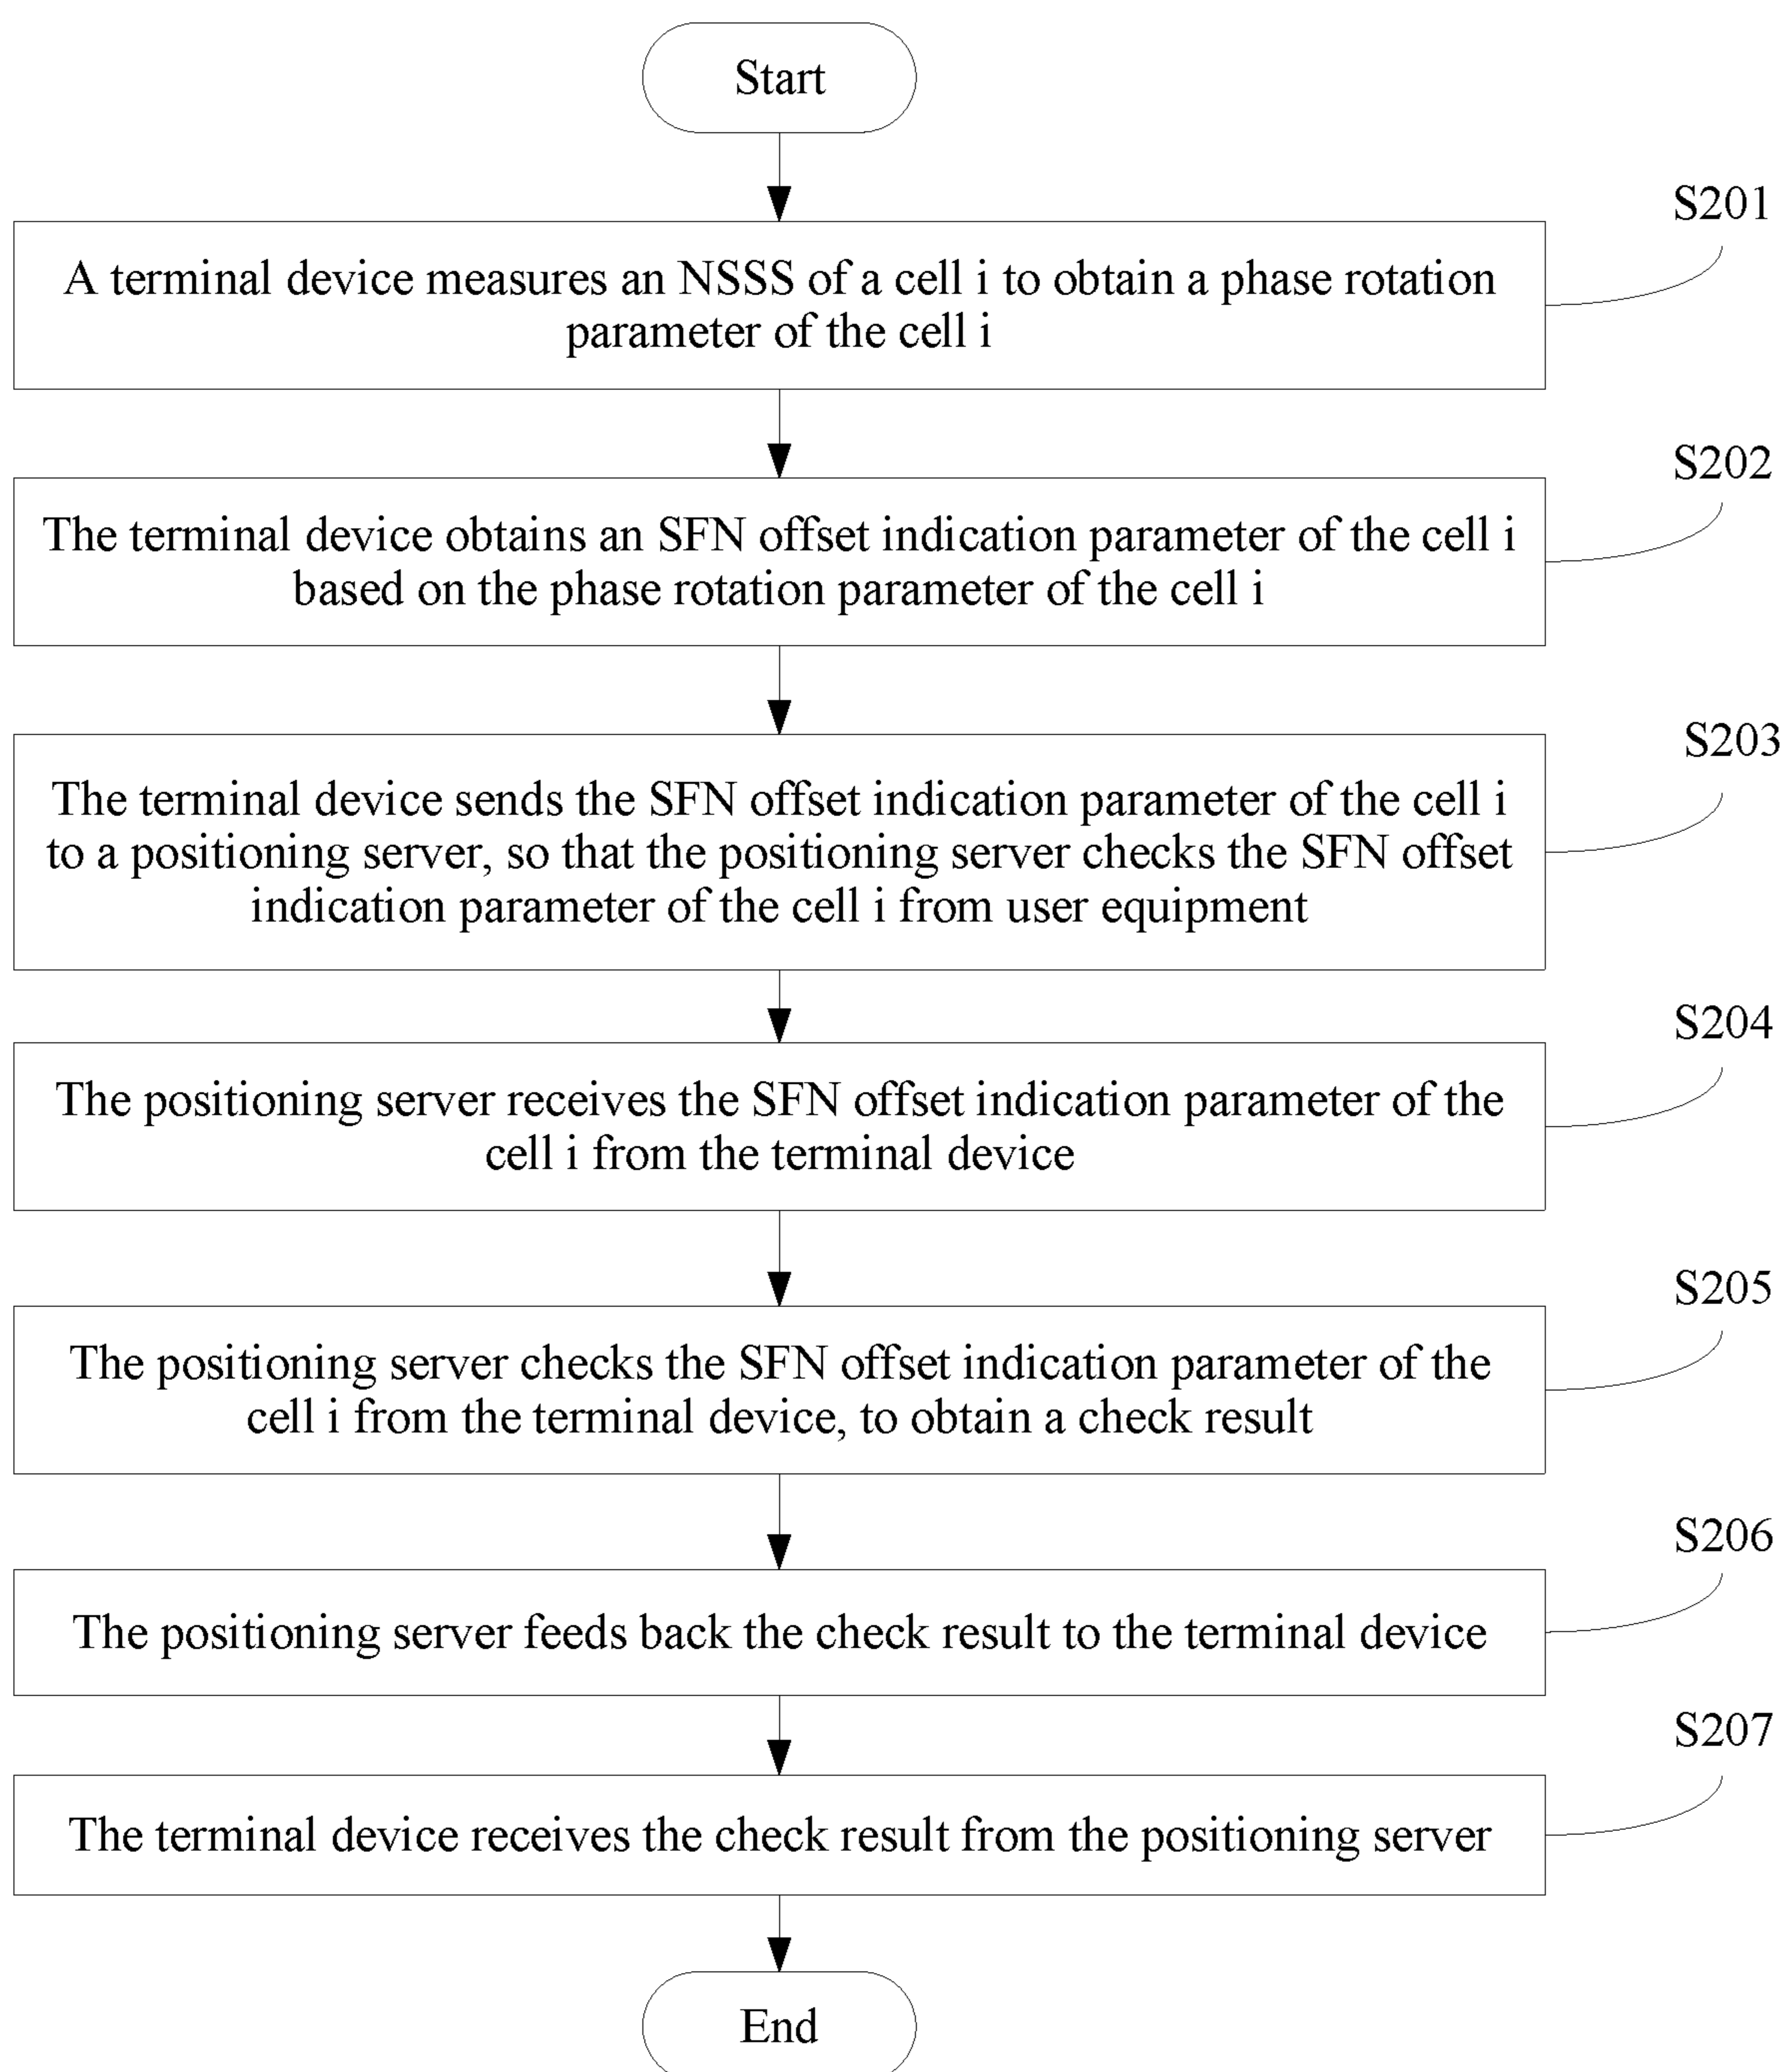 Start
S201
A terminal device measures an NSSS of a cell i to obtain a phase rotation
parameter of the cell i
S202
The terminal device obtains an SFN offset indication parameter of the cell i
based on the phase rotation parameter of the cell i
S203
The terminal device sends the SFN offset indication parameter of the cell i
to a positioning server, so that the positioning server checks the SFN offset
indication parameter of the cell i from user equipment
S204
The positioning server receives the SFN offset indication parameter of the
cell i from the terminal device
S205
The positioning server checks the SFN offset indication parameter of the
cell i from the terminal device, to obtain a check result
S206
The positioning server feeds back the check result to the terminal device
S207
The terminal device receives the check result from the positioning server
End